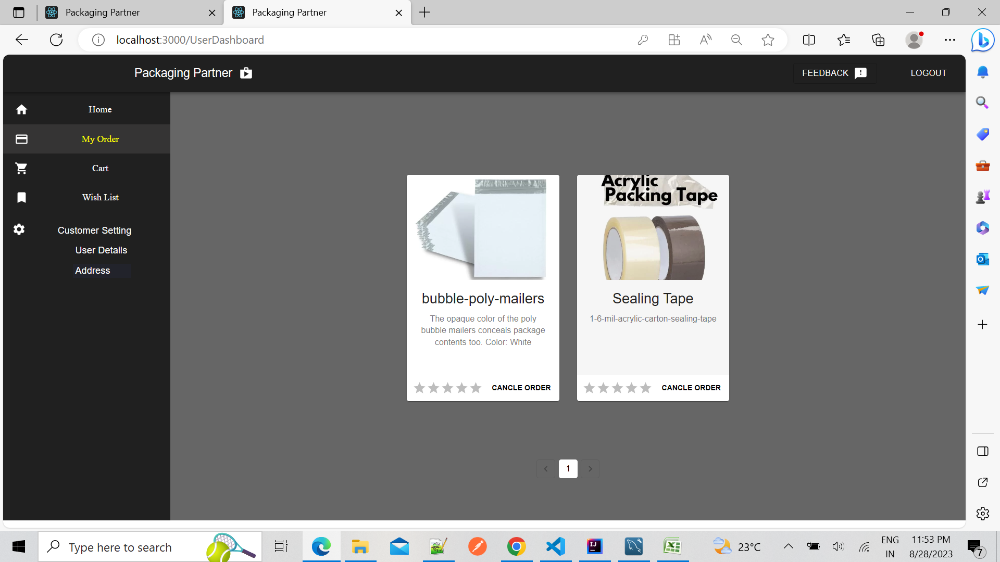 Packaging Partner
Packaging Partner
localhost:3000/UserDashboard
Packaging Partner
FEEDBACK
LOGOUT
Home
My Order
Cart
Wish List
Customer Setting
User Details
Address
Acrylic
Packing Tape
bubble-poly-mailers
The opaque color of the poly
bubble mailers conceals package
contents too. Color: White
CANCLE ORDER
Sealing Tape
1-6-mil-acrylic-carton-sealing-tape
CANCLE ORDER
1
Type here to search
23°C
ENG
IN
11:53 PM
8/28/2023
7